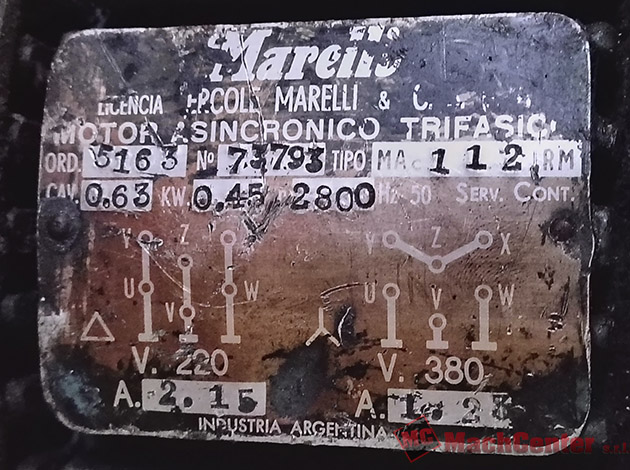 Marelli
LICENCIA ERCOLE MARELLI & C
MOTOR ASINCRONICO TRIFASICO
ORD. 5163 Nº 73793 TIPO MA 112 RM
CAV. 0.63 KW. 0.45 2800 Hz 50 SERV. CONT.
Y Z V Z X
U W U V W
V
V. 220 V. 380
A. 2.15 A. 1.25
INDUSTRIA ARGENTINA
MC MachCenter s.r.l.